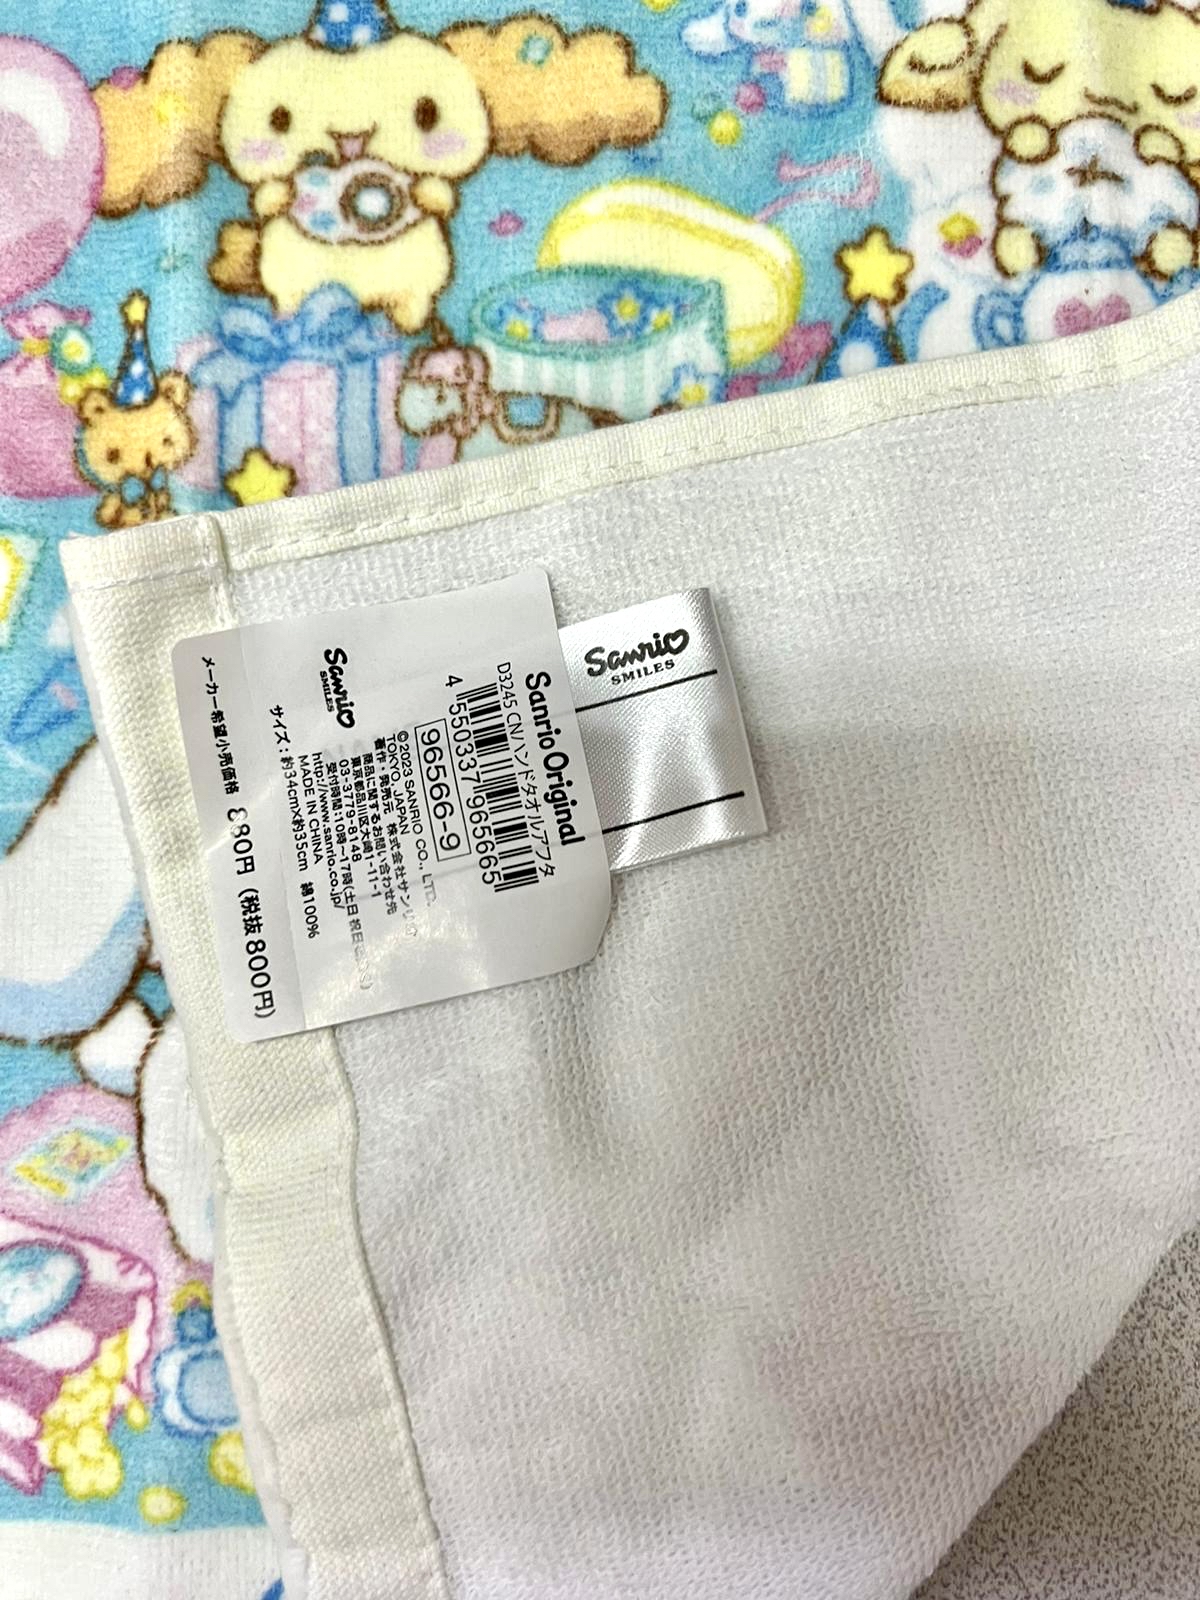 Sanrio Original
D3245 CNハンドタオルアフタ
4 550337 965665
96566-9
©2023 SANRIO CO., LTD.
TOKYO, JAPAN
著作・発売元 株式会社サンリオ
商品に関するお問い合わせ先
東京都品川区大崎1-11-1
03-3779-8148
受付時間:10時~17時(土日祝日
http://www.sanrio.co.jp/
MADE IN CHINA
Sanrio
SMILES
サイズ:約34cm×約35cm 綿100%
メーカー希望小売価格 880円 (税抜800円)
Sanrio
SMILES